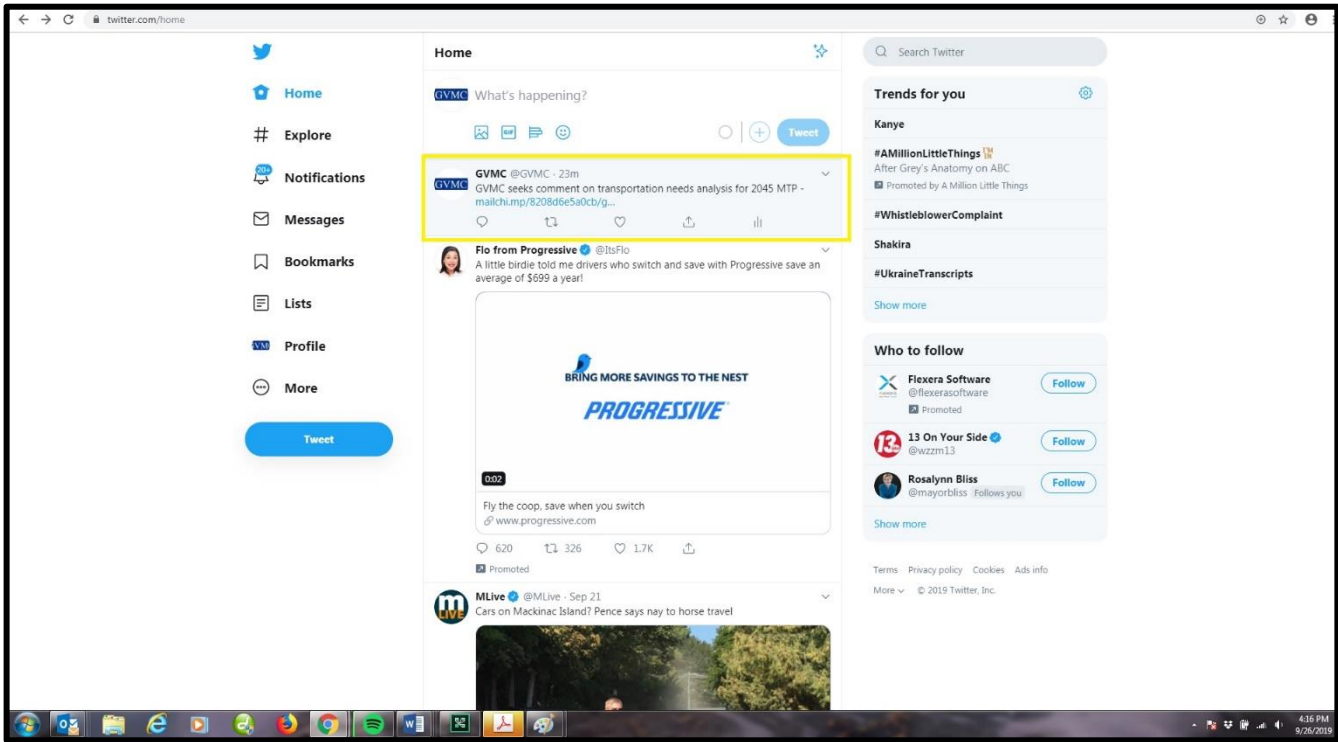 twitter.com/home
Home
Explore
20+
Notifications
Messages
Bookmarks
Lists
Profile
More
Tweet
Home
GVMC What's happening?
GIF
Tweet
GVMC GVMC @GVMC · 23m
GVMC seeks comment on transportation needs analysis for 2045 MTP -
mailchi.mp/8208d6e5a0cb/g...
Flo from Progressive @ItsFlo
A little birdie told me drivers who switch and save with Progressive save an
average of $699 a year!
BRING MORE SAVINGS TO THE NEST
PROGRESSIVE
0:02
Fly the coop, save when you switch
www.progressive.com
620 326 1.7K
Promoted
MLive @MLive · Sep 21
Cars on Mackinac Island? Pence says nay to horse travel
Search Twitter
Trends for you
Kanye
#AMillionLittleThings
After Grey's Anatomy on ABC
Promoted by A Million Little Things
#WhistleblowerComplaint
Shakira
#UkraineTranscripts
Show more
Who to follow
Flexera Software
@flexerasoftware
Promoted
Follow
13 On Your Side
@wzzm13
Follow
Rosalynn Bliss
@mayorbliss Follows you
Follow
Show more
Terms Privacy policy Cookies Ads info
More © 2019 Twitter, Inc.
4:16 PM
9/26/2019